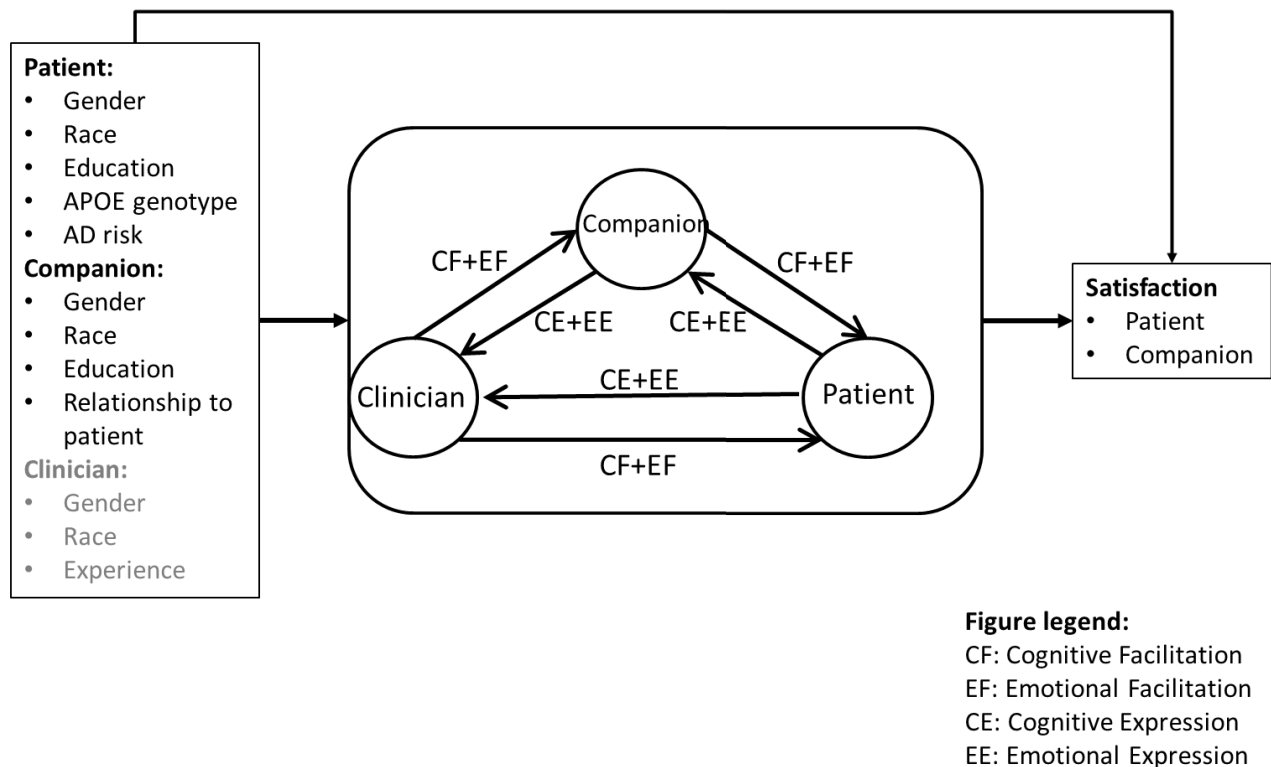 Patient:
• Gender
• Race
• Education
• APOE genotype
• AD risk
Companion:
• Gender
• Race
• Education
• Relationship to
patient
Clinician:
• Gender
• Race
• Experience
Companion
CF+EF
CF+EF
CE+EE
CE+EE
Clinician
CE+EE
Patient
CF+EF
Satisfaction
• Patient
• Companion
Figure legend:
CF: Cognitive Facilitation
EF: Emotional Facilitation
CE: Cognitive Expression
EE: Emotional Expression